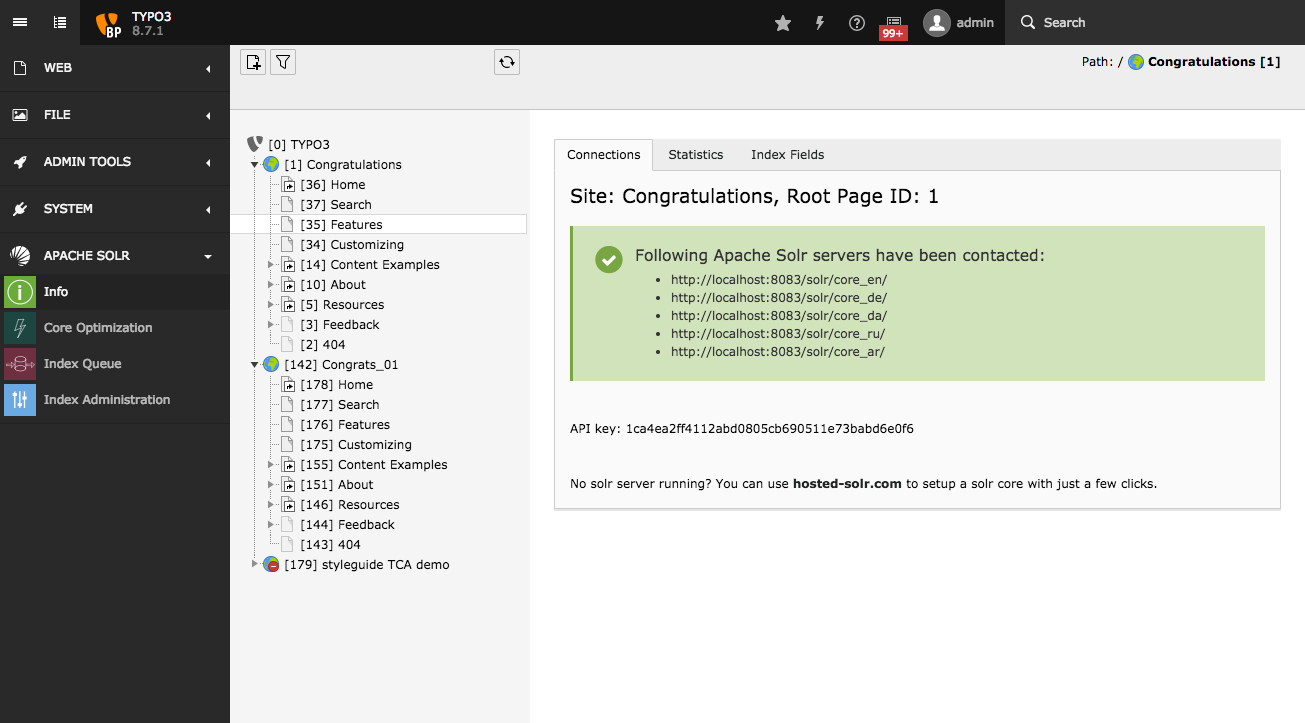 TYPO3
8.7.1
BP
99+
admin
Search
WEB
FILE
ADMIN TOOLS
SYSTEM
APACHE SOLR
Info
Core Optimization
Index Queue
Index Administration
Path: / Congratulations [1]
[0] TYPO3
[1] Congratulations
[36] Home
[37] Search
[35] Features
[34] Customizing
[14] Content Examples
[10] About
[5] Resources
[3] Feedback
[2] 404
[142] Congrats_01
[178] Home
[177] Search
[176] Features
[175] Customizing
[155] Content Examples
[151] About
[146] Resources
[144] Feedback
[143] 404
[179] styleguide TCA demo
Connections Statistics Index Fields
Site: Congratulations, Root Page ID: 1
Following Apache Solr servers have been contacted:
• http://localhost:8083/solr/core_en/
• http://localhost:8083/solr/core_de/
• http://localhost:8083/solr/core_da/
• http://localhost:8083/solr/core_ru/
• http://localhost:8083/solr/core_ar/
API key: 1ca4ea2ff4112abd0805cb690511e73babd6e0f6
No solr server running? You can use hosted-solr.com to setup a solr core with just a few clicks.